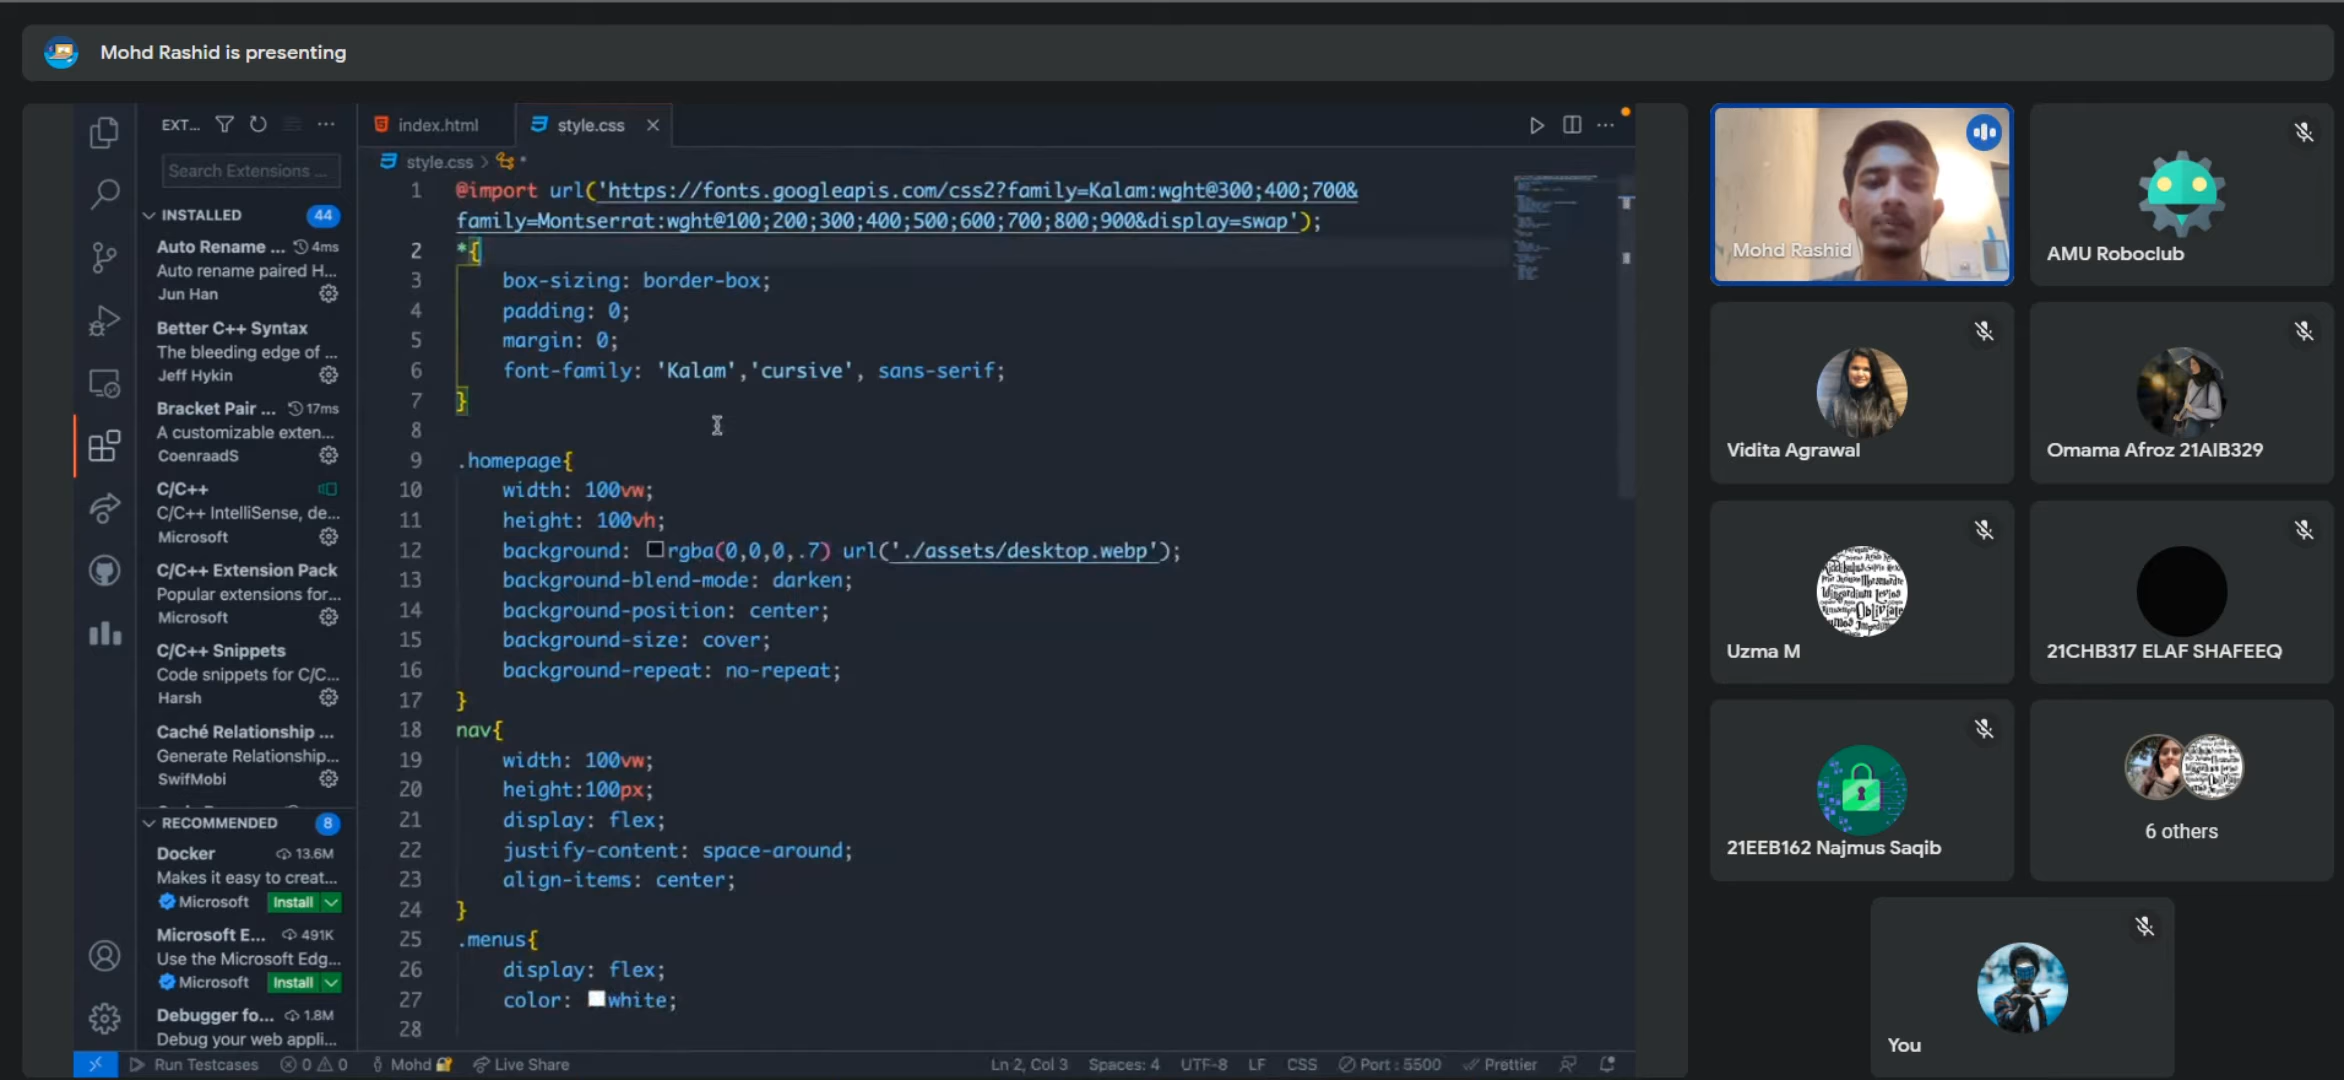 Mohd Rashid is presenting
EXT...
Search Extensions ...
INSTALLED 44
Auto Rename ... 4ms
Auto rename paired H...
Jun Han
Better C++ Syntax
The bleeding edge of ...
Jeff Hykin
Bracket Pair ... 17ms
A customizable exten...
CoenraadS
C/C++
C/C++ IntelliSense, de...
Microsoft
C/C++ Extension Pack
Popular extensions for...
Microsoft
C/C++ Snippets
Code snippets for C/C...
Harsh
Caché Relationship ...
Generate Relationship...
SwifMobi
RECOMMENDED 8
Docker 13.6M
Makes it easy to creat...
Microsoft Install
Microsoft E... 491K
Use the Microsoft Edg...
Microsoft Install
Debugger fo... 1.8M
Debug your web appli...
index.html style.css
style.css > *
1 @import url('https://fonts.googleapis.com/css2?family=Kalam:wght@300;400;700&
family=Montserrat:wght@100;200;300;400;500;600;700;800;900&display=swap');
2 *{
3 box-sizing: border-box;
4 padding: 0;
5 margin: 0;
6 font-family: 'Kalam','cursive', sans-serif;
7 }
8
9 .homepage{
10 width: 100vw;
11 height: 100vh;
12 background: rgba(0,0,0,.7) url('./assets/desktop.webp');
13 background-blend-mode: darken;
14 background-position: center;
15 background-size: cover;
16 background-repeat: no-repeat;
17 }
18 nav{
19 width: 100vw;
20 height:100px;
21 display: flex;
22 justify-content: space-around;
23 align-items: center;
24 }
25 .menus{
26 display: flex;
27 color: white;
28
Run Testcases 0 0 Mohd Live Share Ln 2, Col 3 Spaces: 4 UTF-8 LF CSS Port : 5500 Prettier
Mohd Rashid
AMU Roboclub
Vidita Agrawal
Omama Afroz 21AIB329
Uzma M
21CHB317 ELAF SHAFEEQ
21EEB162 Najmus Saqib
6 others
You